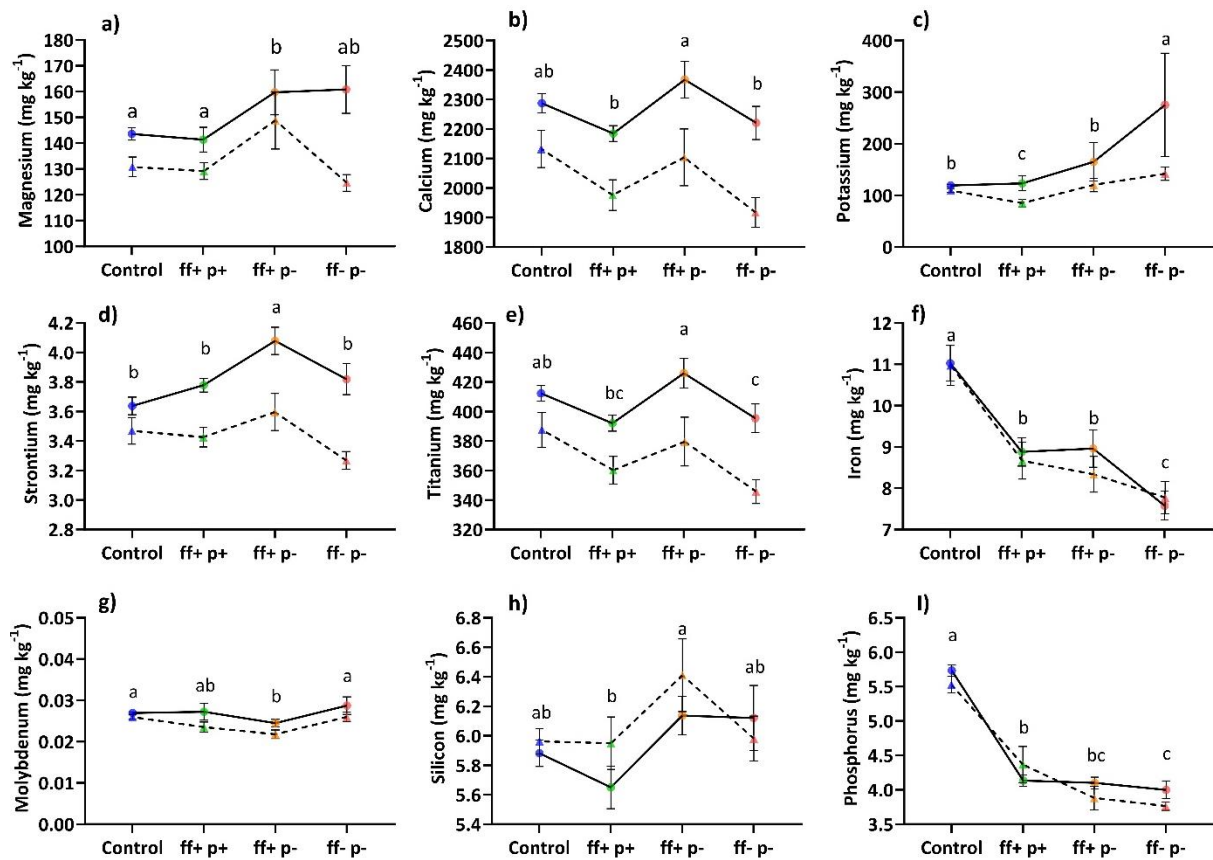 a)
Magnesium (mg kg⁻¹)
180
170
160
150
140
130
120
110
100
a
a
b
ab
Control
ff+ p+
ff+ p-
ff- p-
b)
Calcium (mg kg⁻¹)
2500
2400
2300
2200
2100
2000
1900
1800
ab
b
a
b
Control
ff+ p+
ff+ p-
ff- p-
c)
Potassium (mg kg⁻¹)
400
300
200
100
0
b
c
b
a
Control
ff+ p+
ff+ p-
ff- p-
d)
Strontium (mg kg⁻¹)
4.2
4.0
3.8
3.6
3.4
3.2
3.0
2.8
b
b
a
b
Control
ff+ p+
ff+ p-
ff- p-
e)
Titanium (mg kg⁻¹)
460
440
420
400
380
360
340
320
ab
bc
a
c
Control
ff+ p+
ff+ p-
ff- p-
f)
Iron (mg kg⁻¹)
12
11
10
9
8
7
a
b
b
c
Control
ff+ p+
ff+ p-
ff- p-
g)
Molybdenum (mg kg⁻¹)
0.05
0.04
0.03
0.02
0.01
0.00
a
ab
b
a
Control
ff+ p+
ff+ p-
ff- p-
h)
Silicon (mg kg⁻¹)
6.8
6.6
6.4
6.2
6.0
5.8
5.6
5.4
ab
b
a
ab
Control
ff+ p+
ff+ p-
ff- p-
I)
Phosphorus (mg kg⁻¹)
6.5
6.0
5.5
5.0
4.5
4.0
3.5
a
b
bc
c
Control
ff+ p+
ff+ p-
ff- p-